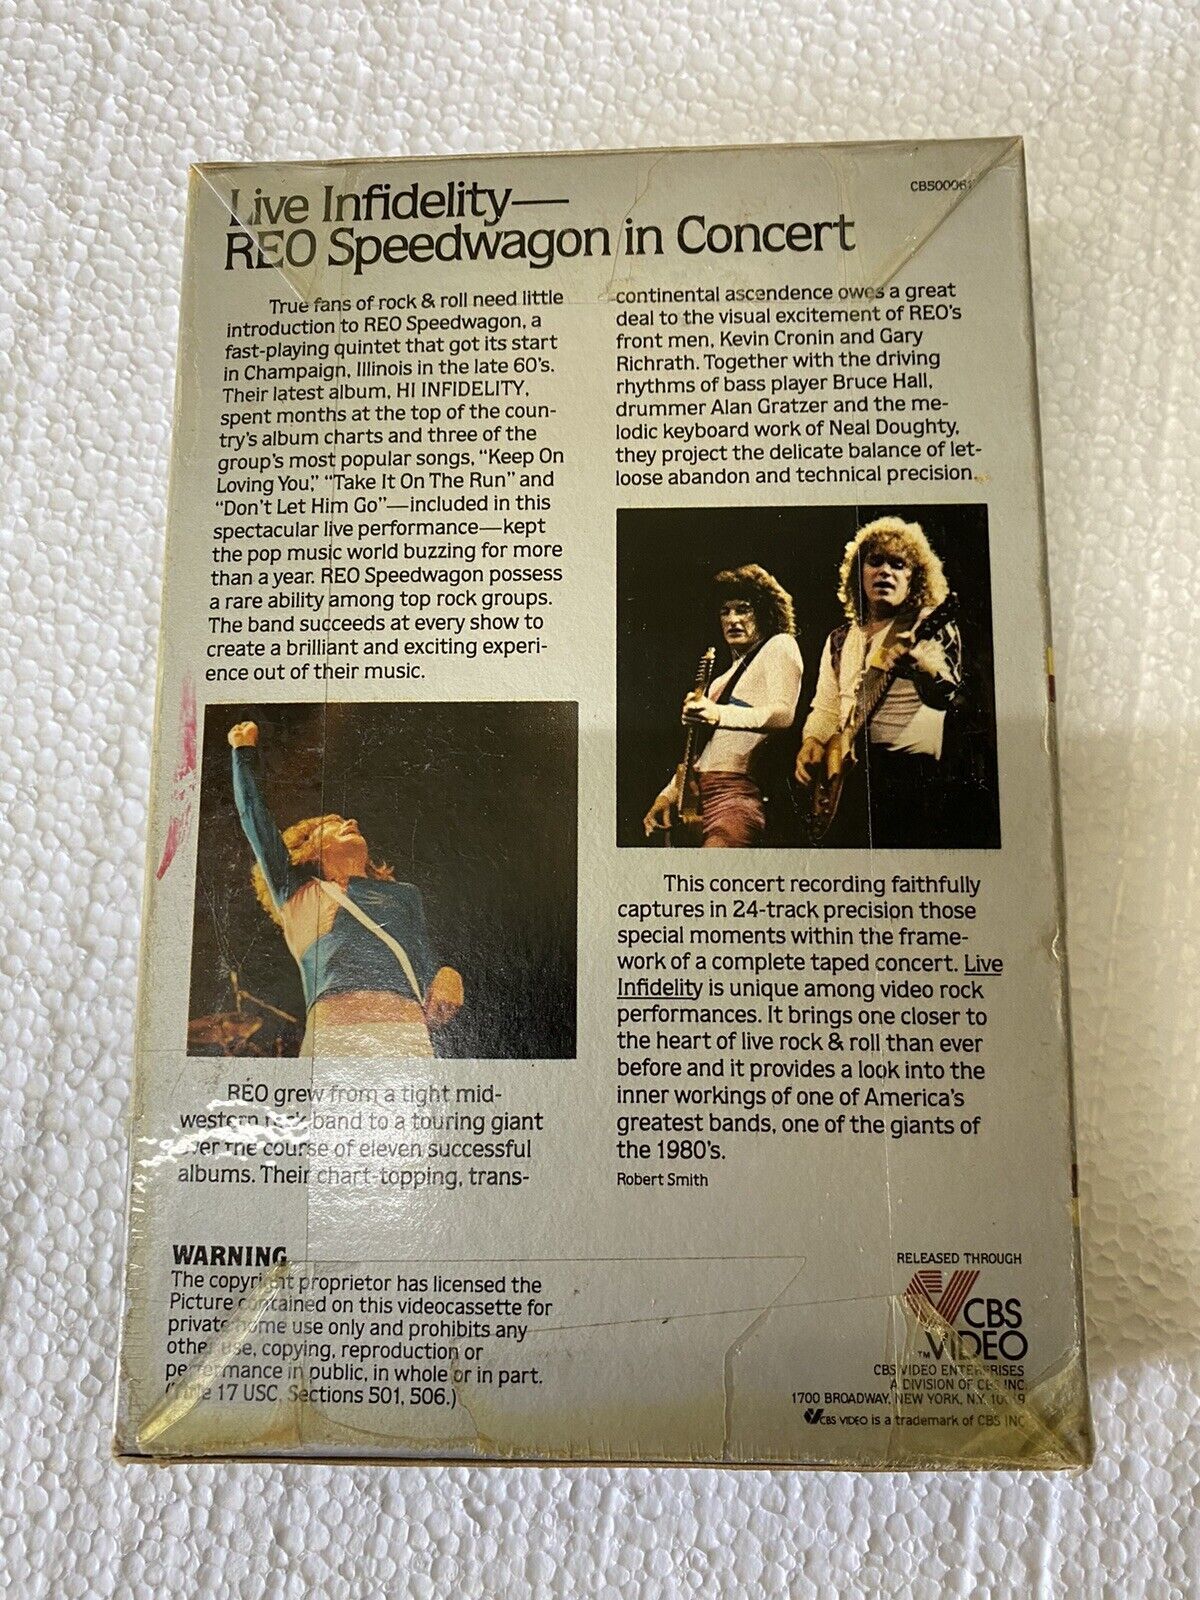 Live Infidelity—
REO Speedwagon in Concert
True fans of rock & roll need little
introduction to REO Speedwagon, a
fast-playing quintet that got its start
in Champaign, Illinois in the late 60's.
Their latest album, HI INFIDELITY,
spent months at the top of the coun-
try's album charts and three of the
group's most popular songs, "Keep On
Loving You," "Take It On The Run" and
"Don't Let Him Go"—included in this
spectacular live performance—kept
the pop music world buzzing for more
than a year. REO Speedwagon possess
a rare ability among top rock groups.
The band succeeds at every show to
create a brilliant and exciting experi-
ence out of their music.
REO grew from a tight mid-
western rock band to a touring giant
over the course of eleven successful
albums. Their chart-topping, trans-
continental ascendence owes a great
deal to the visual excitement of REO's
front men, Kevin Cronin and Gary
Richrath. Together with the driving
rhythms of bass player Bruce Hall,
drummer Alan Gratzer and the me-
lodic keyboard work of Neal Doughty,
they project the delicate balance of let-
loose abandon and technical precision.
This concert recording faithfully
captures in 24-track precision those
special moments within the frame-
work of a complete taped concert. Live
Infidelity is unique among video rock
performances. It brings one closer to
the heart of live rock & roll than ever
before and it provides a look into the
inner workings of one of America's
greatest bands, one of the giants of
the 1980's.
Robert Smith
WARNING
The copyright proprietor has licensed the
Picture contained on this videocassette for
private home use only and prohibits any
other use, copying, reproduction or
performance in public, in whole or in part.
(Title 17 USC, Sections 501, 506.)
RELEASED THROUGH
CBS
™VIDEO
CBS VIDEO ENTERPRISES
A DIVISION OF CBS INC.
1700 BROADWAY, NEW YORK, N.Y.
CBS VIDEO is a trademark of CBS INC